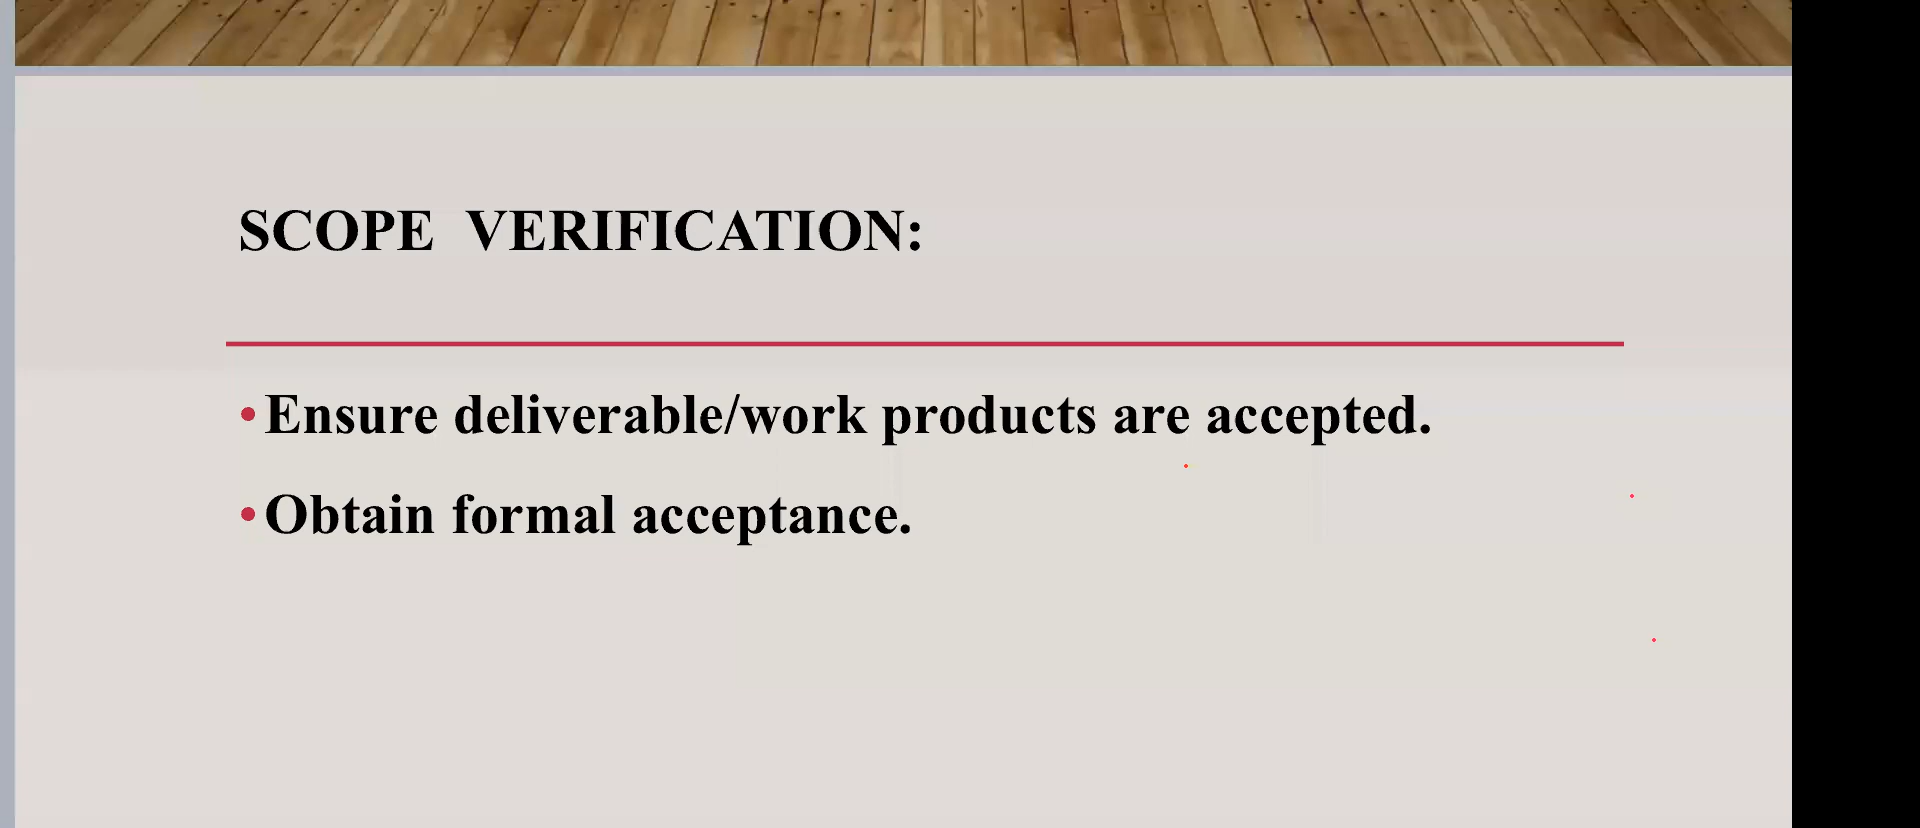 SCOPE VERIFICATION:
•Ensure deliverable/work products are accepted.
•Obtain formal acceptance.